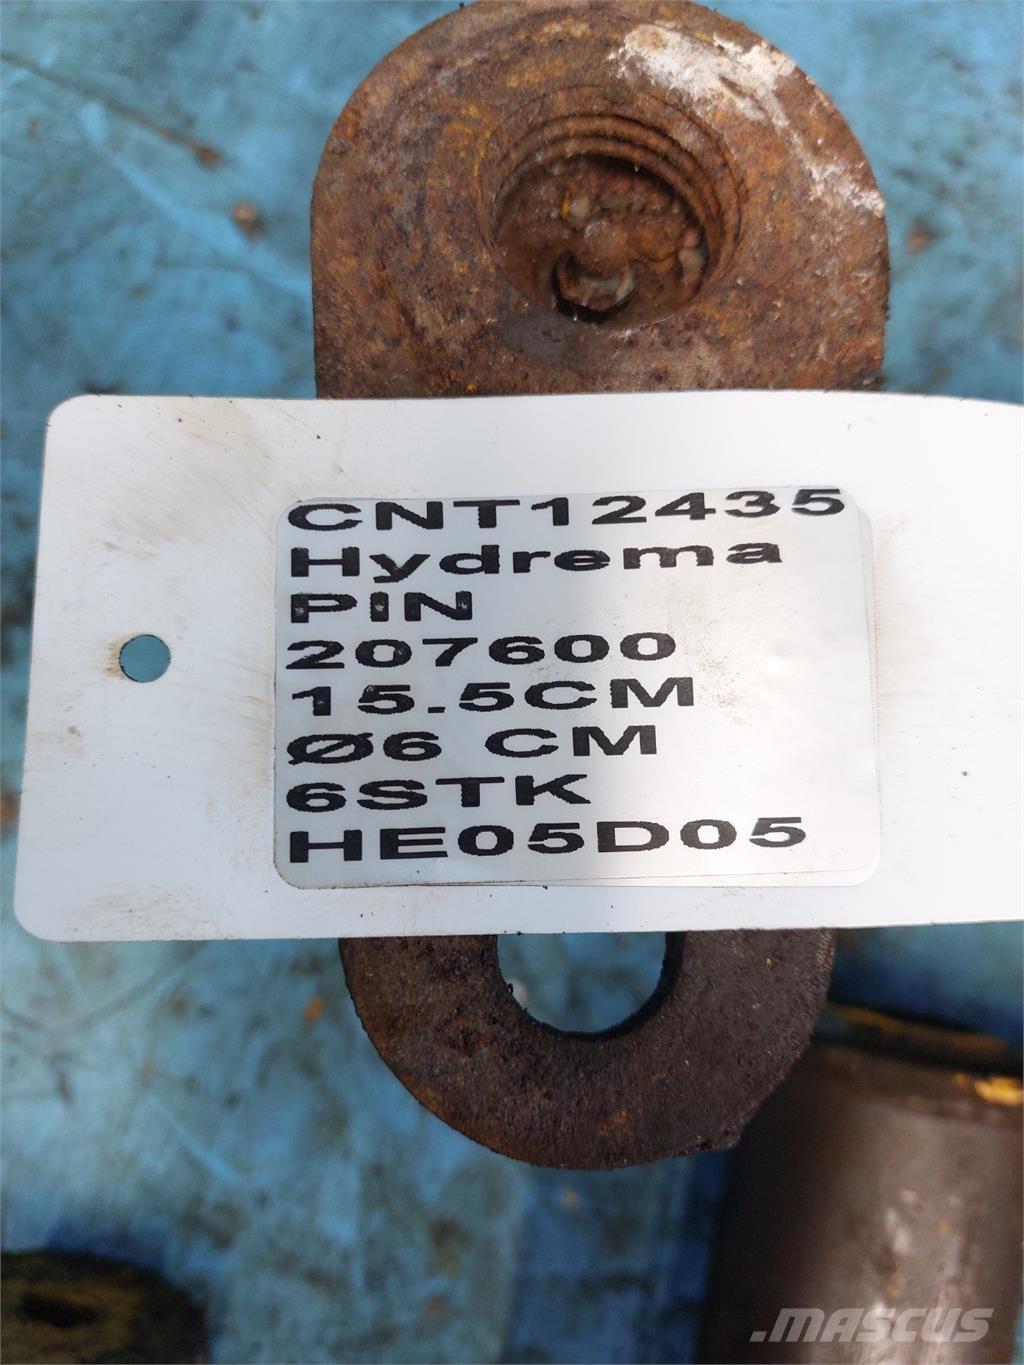 CNT12435
Hydrema
PIN
207600
15.5CM
Ø6 CM
6STK
HE05D05
.MASCUS